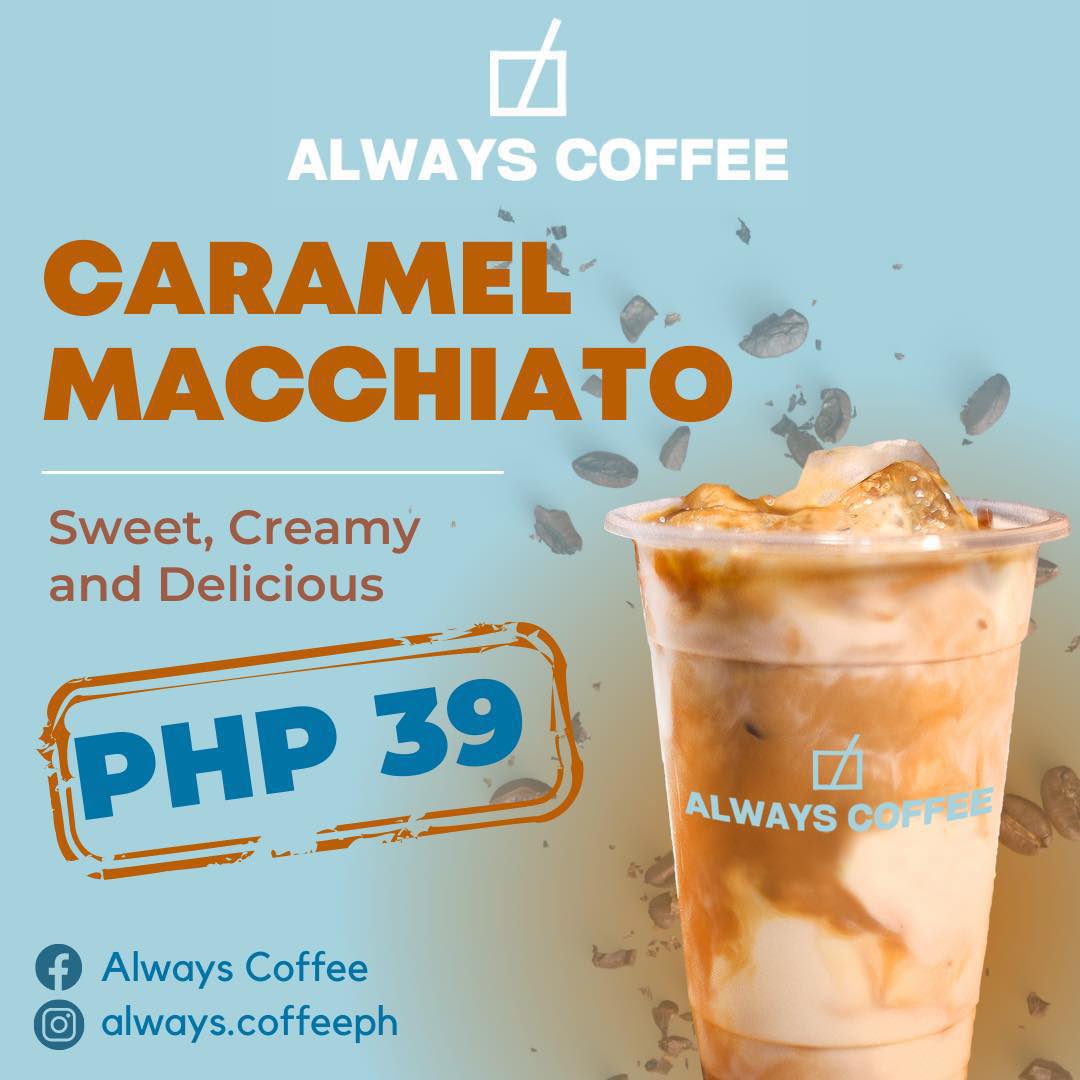 ALWAYS COFFEE
CARAMEL
MACCHIATO
Sweet, Creamy
and Delicious
PHP 39
ALWAYS COFFEE
Always Coffee
always.coffeeph